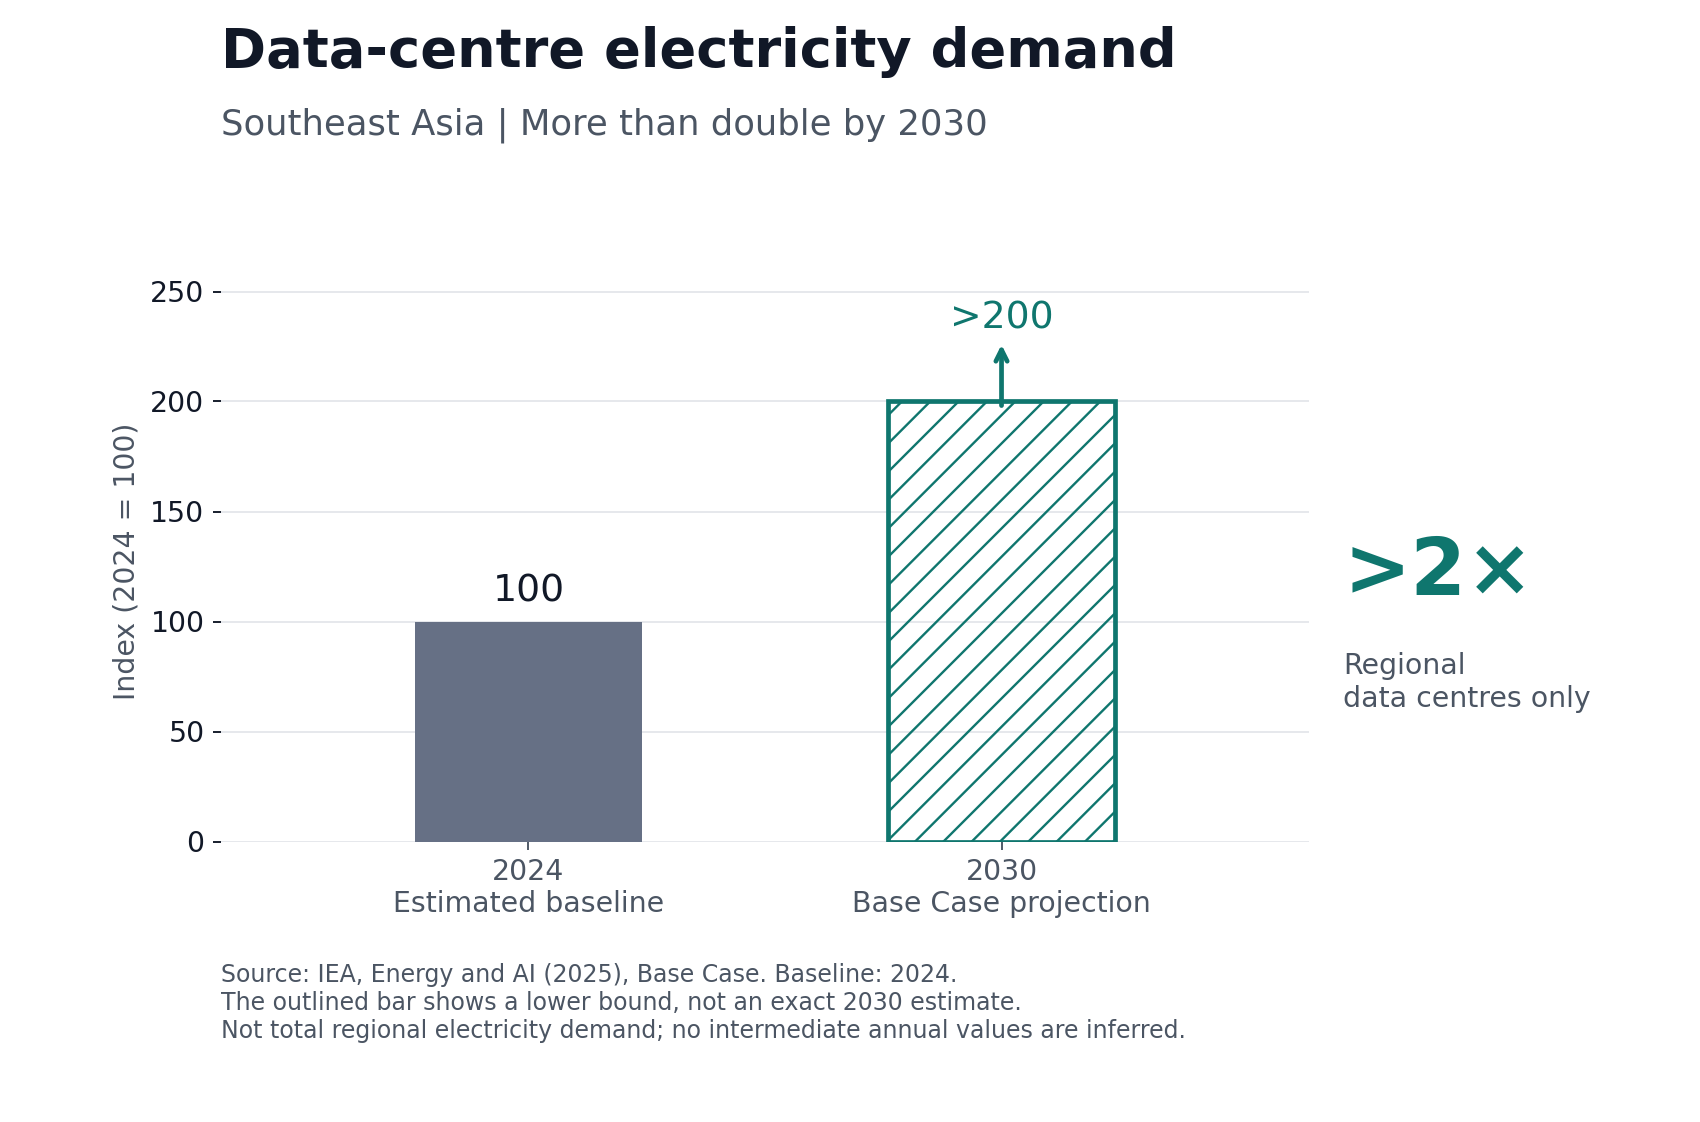 Data-centre electricity demand
Southeast Asia | More than double by 2030
Index (2024 = 100)
250
200
150
100
50
0
100
>200
2024
Estimated baseline
2030
Base Case projection
>2×
Regional
data centres only
Source: IEA, Energy and AI (2025), Base Case. Baseline: 2024.
The outlined bar shows a lower bound, not an exact 2030 estimate.
Not total regional electricity demand; no intermediate annual values are inferred.